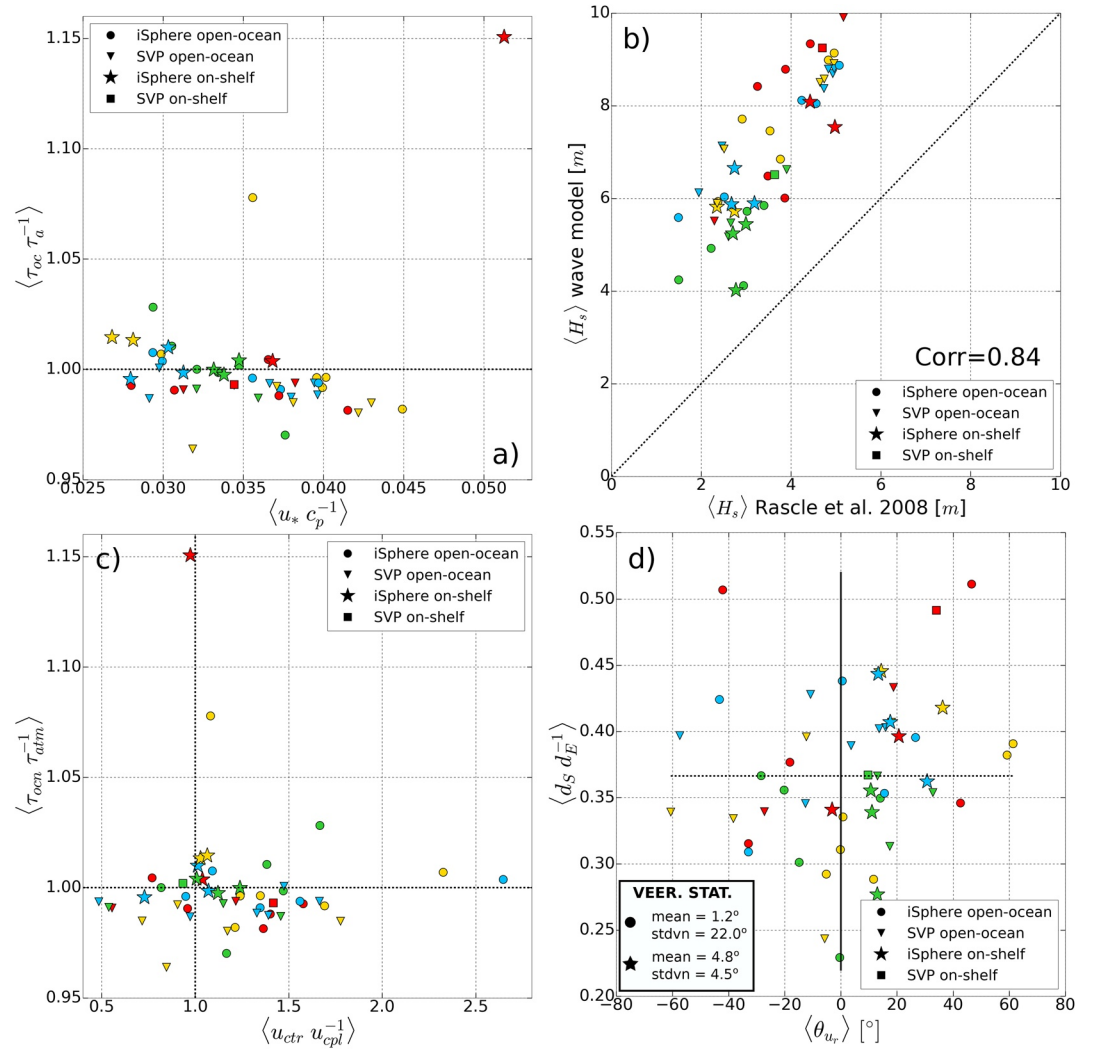 1.15
1.10
1.05
1.00
0.95
⟨τ_oc τ_a^−1⟩
iSphere open-ocean
SVP open-ocean
iSphere on-shelf
SVP on-shelf
a)
0.025 0.030 0.035 0.040 0.045 0.050
⟨u_* c_p^−1⟩
10
8
6
4
2
0
⟨H_s⟩ wave model [m]
b)
Corr=0.84
iSphere open-ocean
SVP open-ocean
iSphere on-shelf
SVP on-shelf
0 2 4 6 8 10
⟨H_s⟩ Rascle et al. 2008 [m]
1.15
1.10
1.05
1.00
0.95
⟨τ_ocn τ_atm^−1⟩
c)
iSphere open-ocean
SVP open-ocean
iSphere on-shelf
SVP on-shelf
0.5 1.0 1.5 2.0 2.5
⟨u_ctr u_cpl^−1⟩
0.55
0.50
0.45
0.40
0.35
0.30
0.25
0.20
⟨d_S d_E^−1⟩
d)
VEER. STAT.
mean = 1.2°
stdvn = 22.0°
mean = 4.8°
stdvn = 4.5°
iSphere open-ocean
SVP open-ocean
iSphere on-shelf
SVP on-shelf
−80 −60 −40 −20 0 20 40 60 80
⟨θ_u_r⟩ [°]